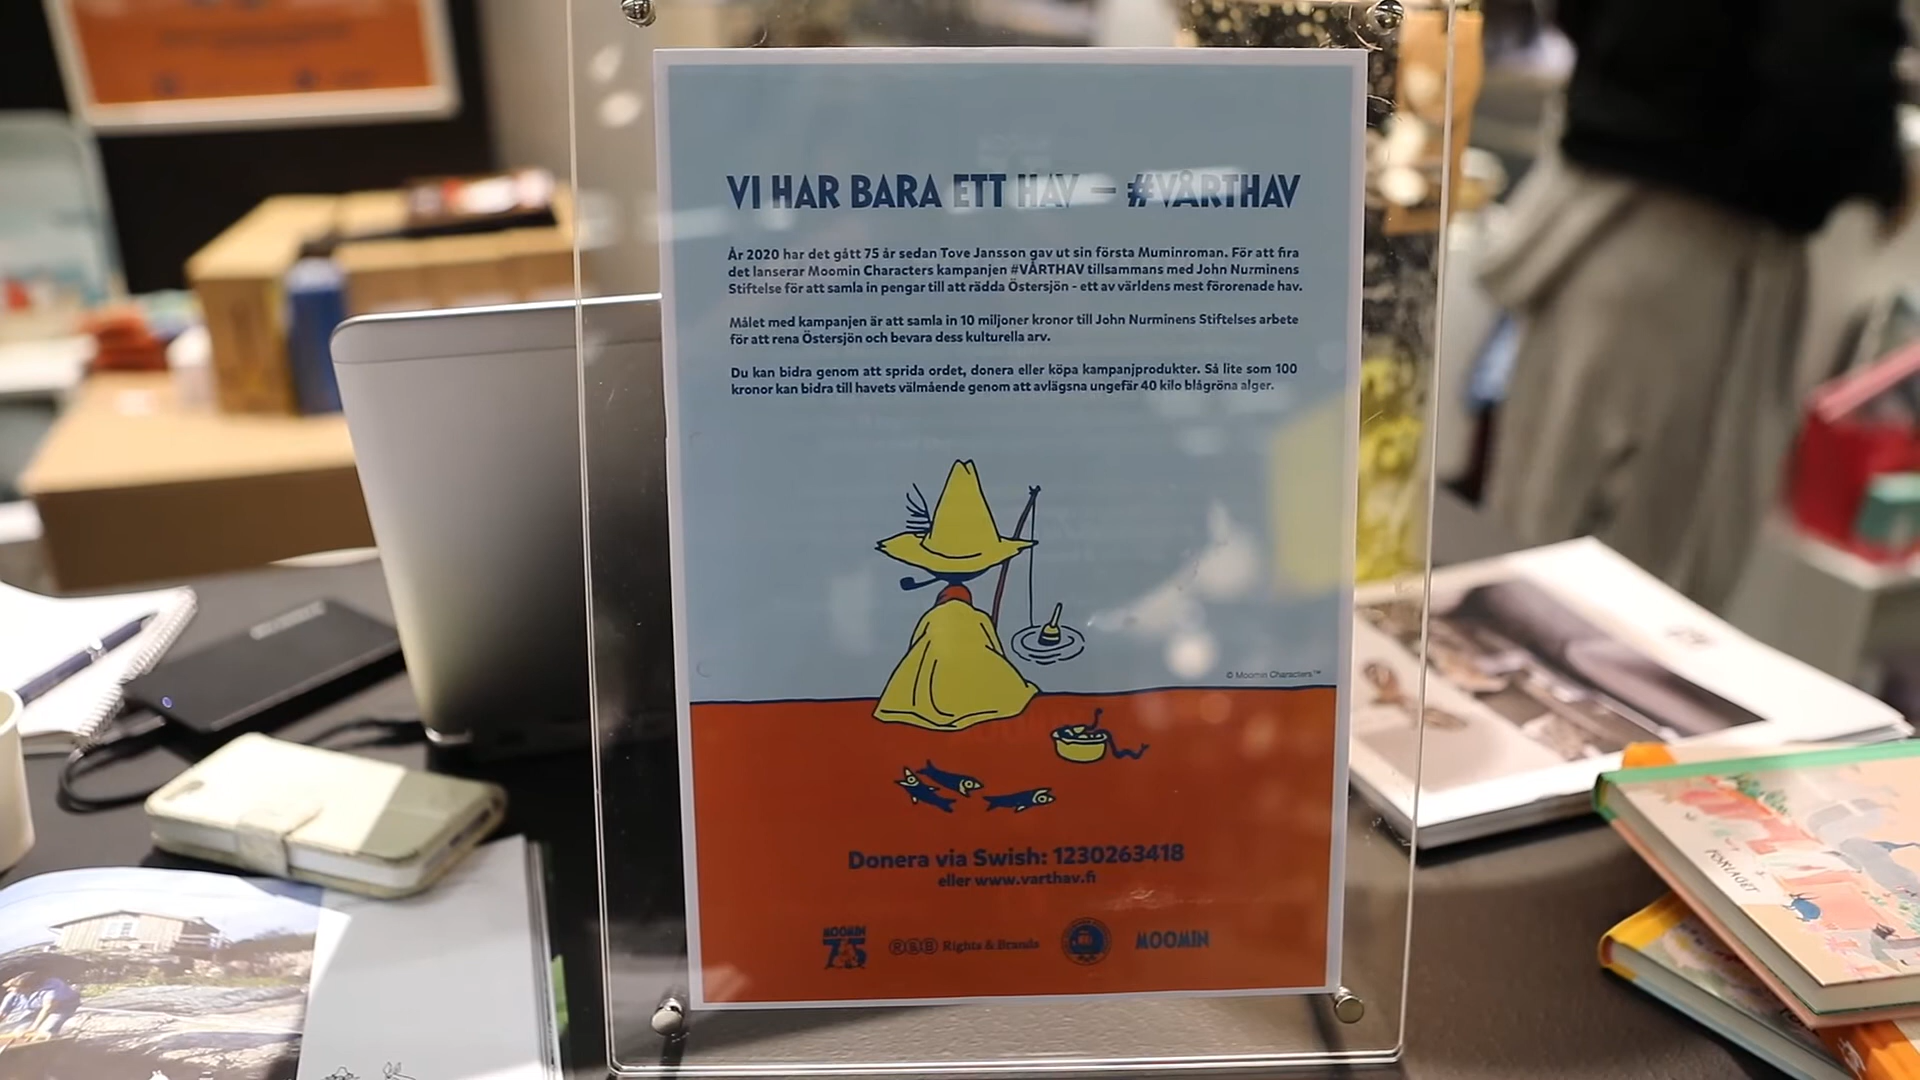 VI HAR BARA ETT HAV – #VÅRTHAV
År 2020 har det gått 75 år sedan Tove Jansson gav ut sin första Muminroman. För att fira
det lanserar Moomin Characters kampanjen #VÅRTHAV tillsammans med John Nurminens
Stiftelse för att samla in pengar till att rädda Östersjön - ett av världens mest förorenade hav.
Målet med kampanjen är att samla in 10 miljoner kronor till John Nurminens Stiftelses arbete
för att rena Östersjön och bevara dess kulturella arv.
Du kan bidra genom att sprida ordet, donera eller köpa kampanjprodukter. Så lite som 100
kronor kan bidra till havets välmående genom att avlägsna ungefär 40 kilo blågröna alger.
© Moomin Characters™
Donera via Swish: 1230263418
eller www.varthav.fi
MOOMIN
75
R&B Rights & Brands
MOOMIN
FÖRLAGET